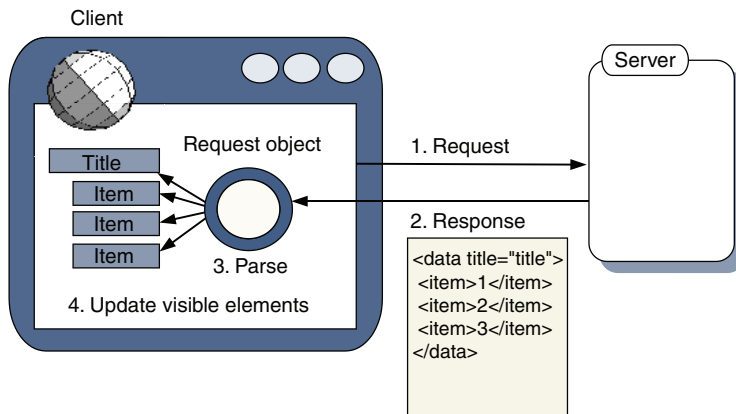 Client
Server
Request object
1. Request
Title
Item
Item
Item
2. Response
3. Parse
4. Update visible elements
<data title="title">
<item>1</item>
<item>2</item>
<item>3</item>
</data>